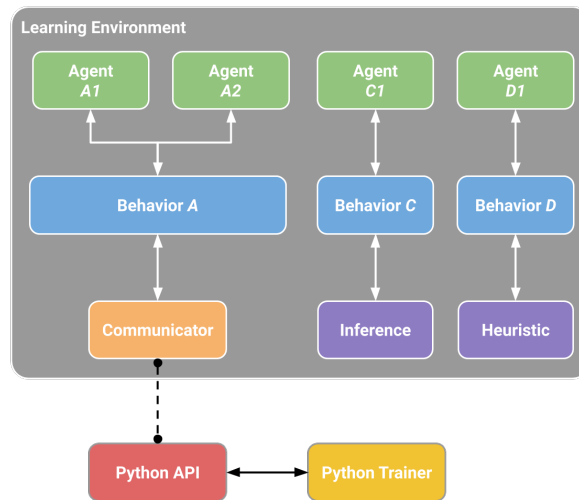 Learning Environment
Agent
A1
Agent
A2
Agent
C1
Agent
D1
Behavior A
Behavior C
Behavior D
Communicator
Inference
Heuristic
Python API
Python Trainer